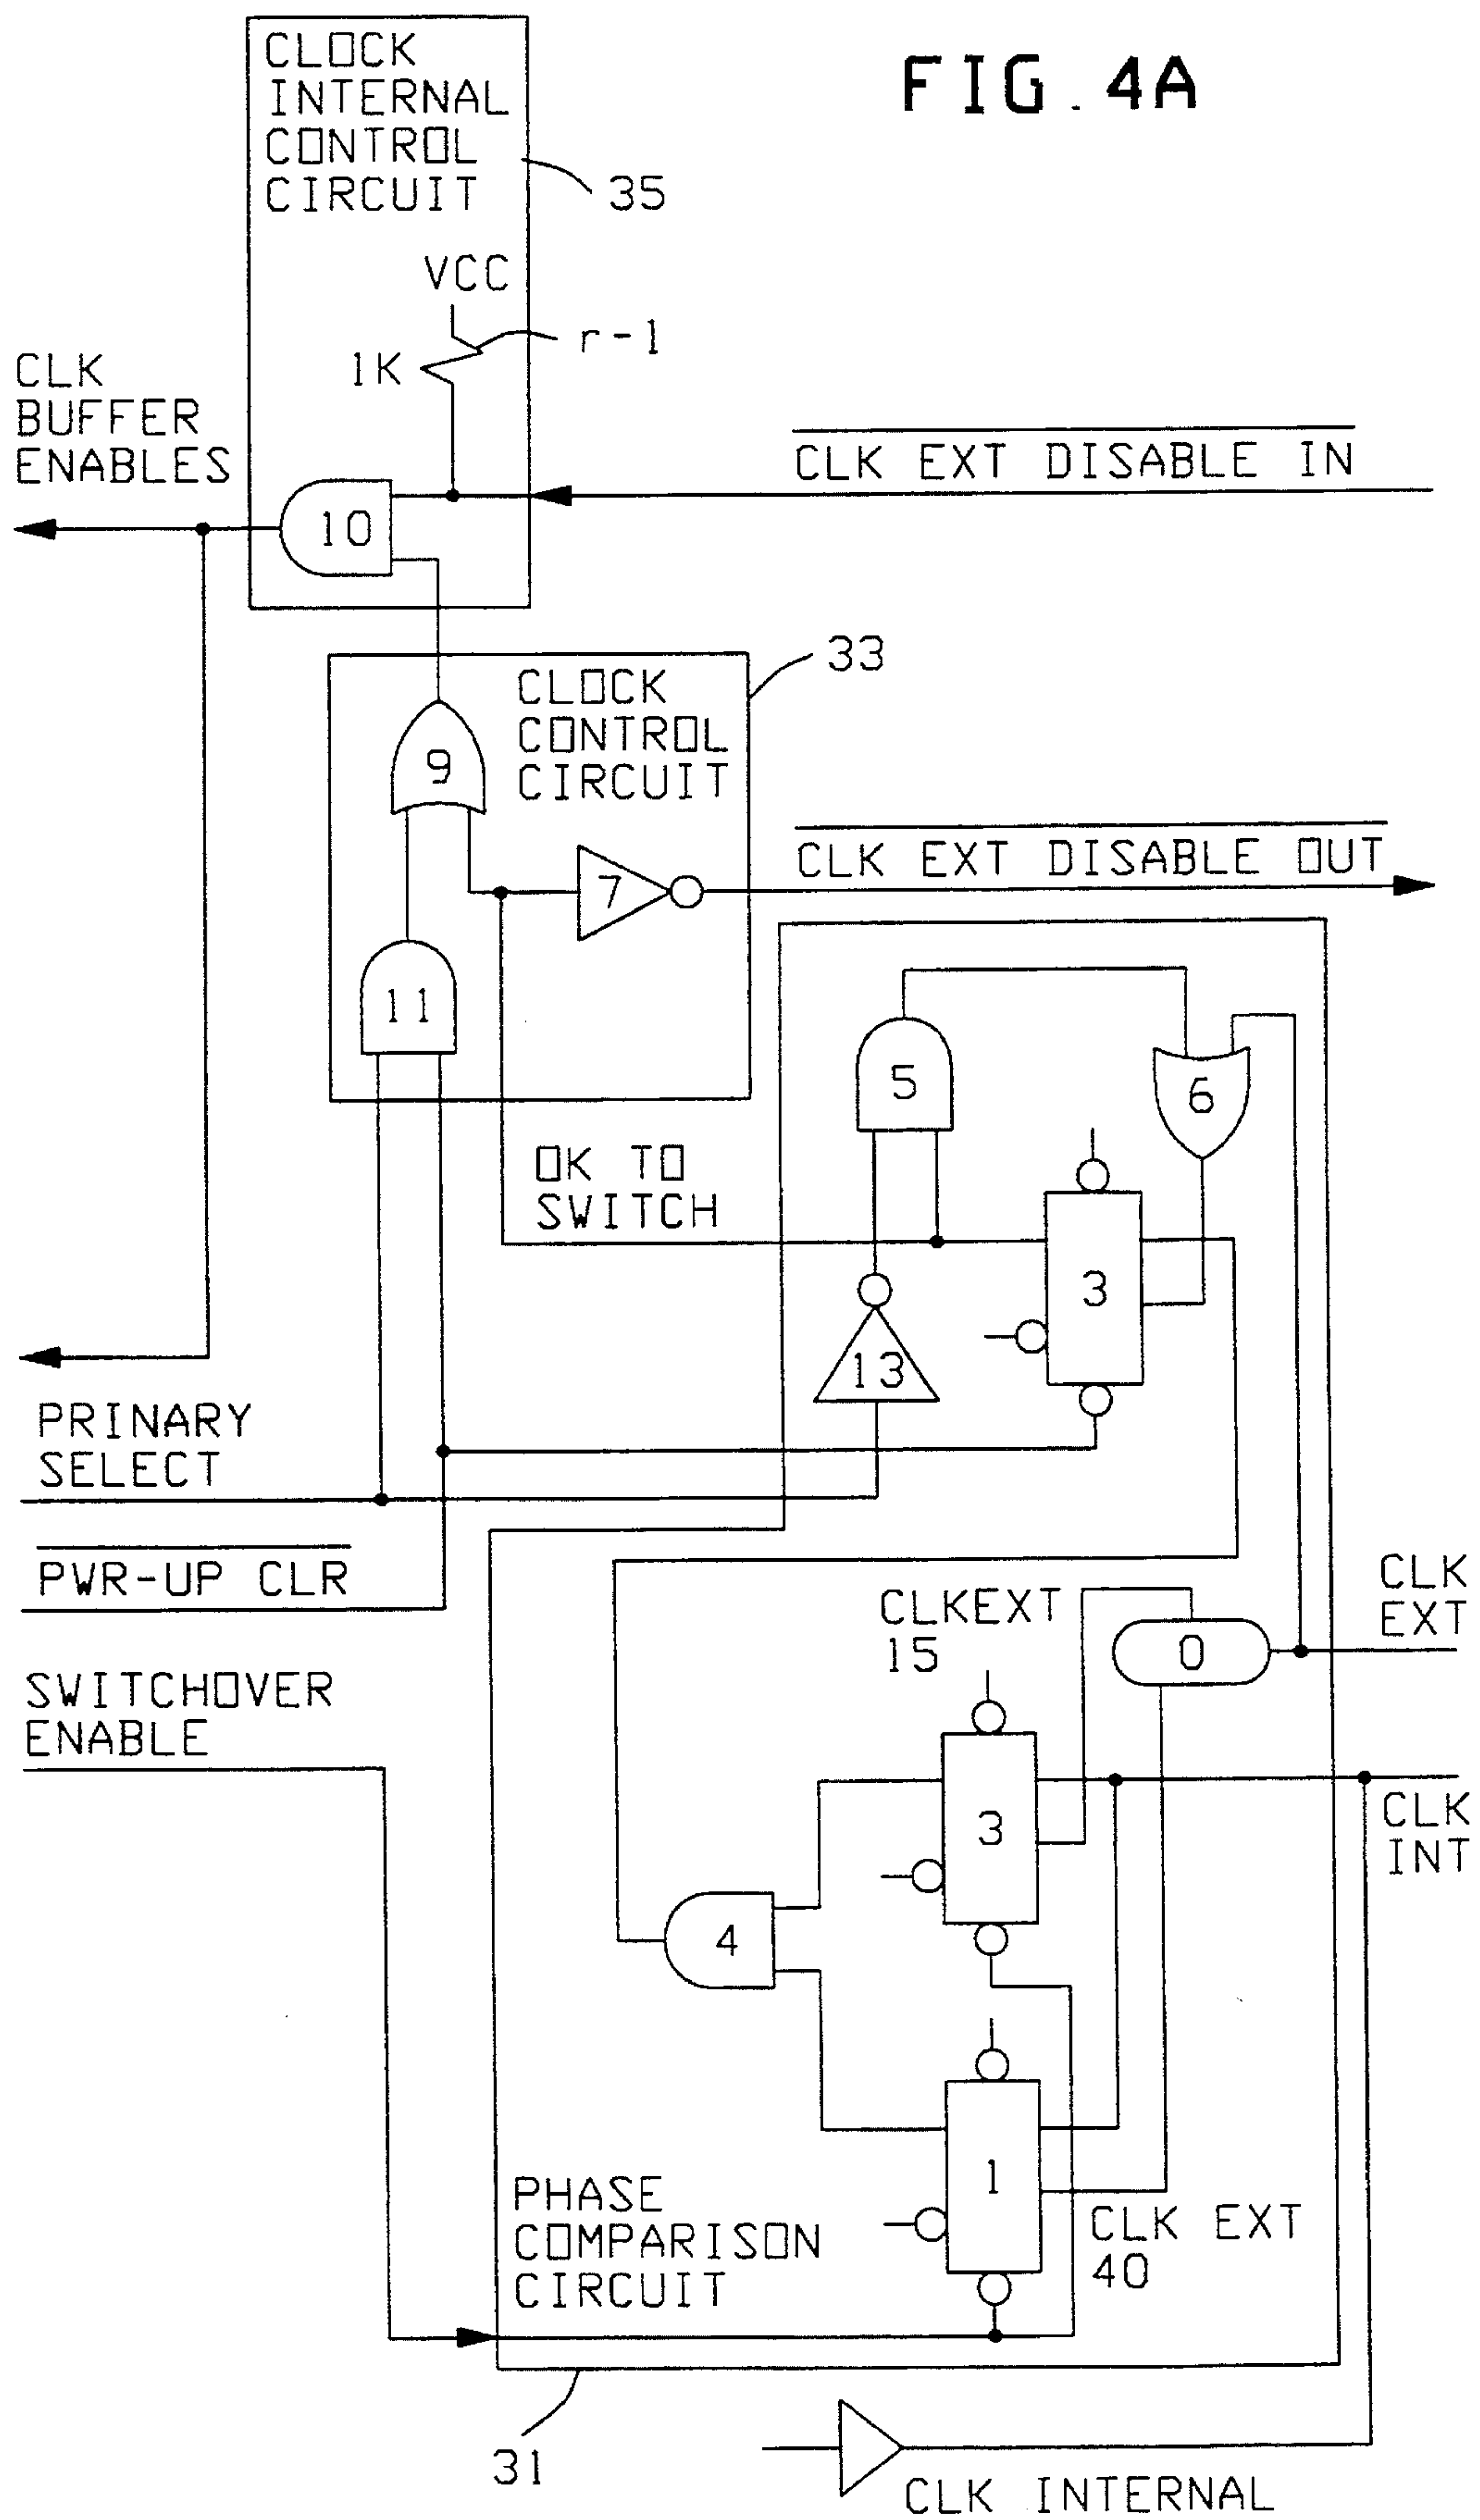 FIG. 4A
CLOCK
INTERNAL
CONTROL
CIRCUIT
35
VCC
r-1
1K
CLK
BUFFER
ENABLES
CLK EXT DISABLE IN
10
33
CLOCK
CONTROL
CIRCUIT
9
CLK EXT DISABLE OUT
7
11
5
6
OK TO
SWITCH
3
13
PRINARY
SELECT
PWR-UP CLR
CLK
EXT
CLKEXT
15
0
SWITCHOVER
ENABLE
3
CLK
INT
4
1
PHASE
COMPARISON
CIRCUIT
CLK EXT
40
31
CLK INTERNAL